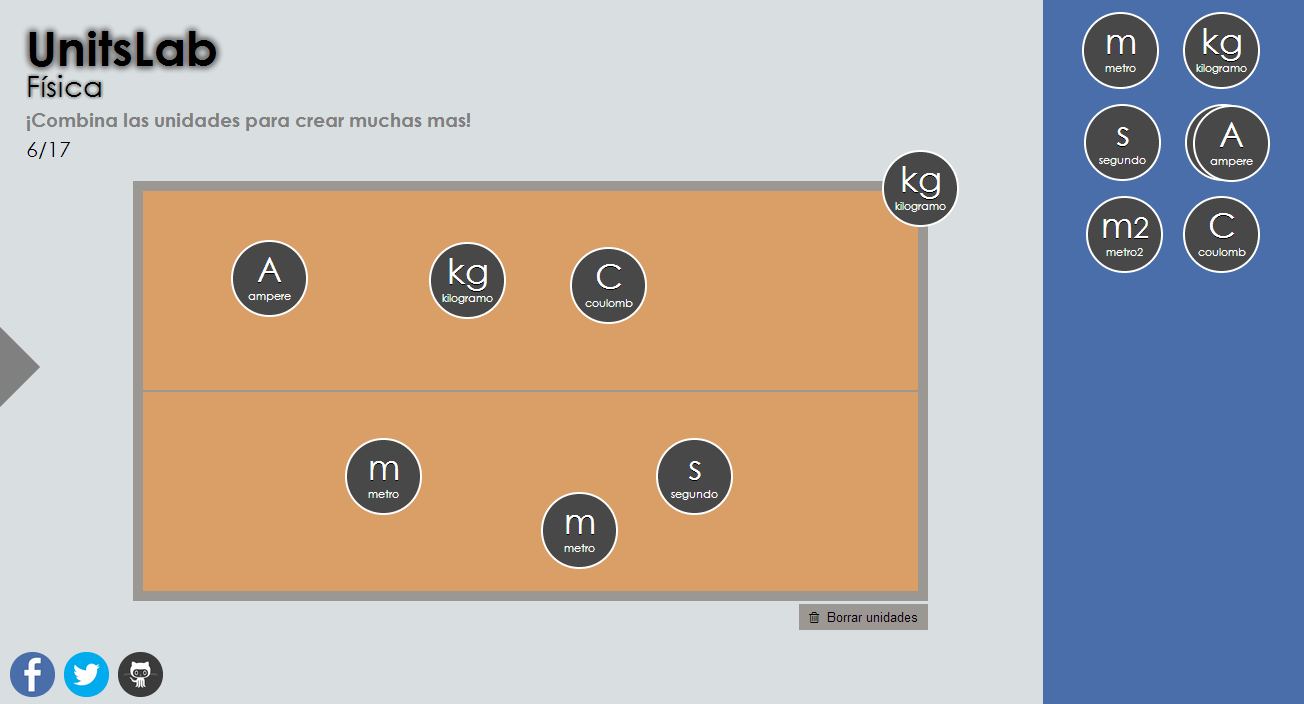 UnitsLab
Física
¡Combina las unidades para crear muchas mas!
6/17
m
metro
kg
kilogramo
s
segundo
A
ampere
m2
metro2
C
coulomb
kg
kilogramo
A
ampere
kg
kilogramo
C
coulomb
m
metro
s
segundo
m
metro
Borrar unidades